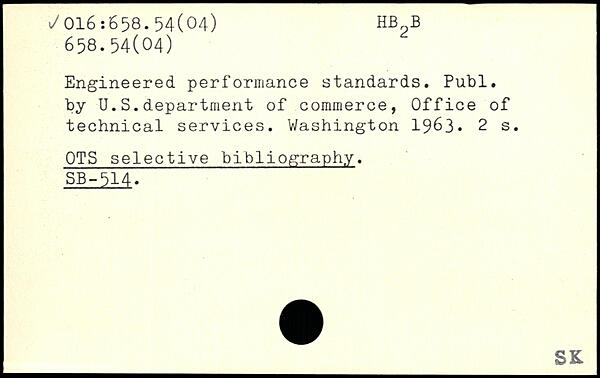 ✓ 016:658.54(04) HB₂B
658.54(04)
Engineered performance standards. Publ.
by U.S.department of commerce, Office of
technical services. Washington 1963. 2 s.
OTS selective bibliography.
SB-514.
SK